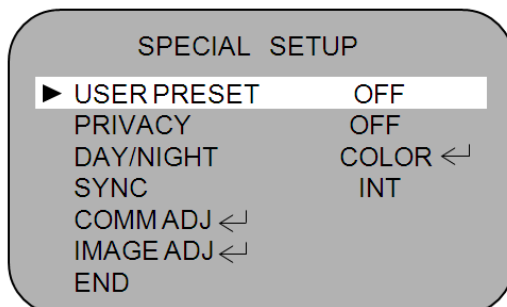 SPECIAL SETUP
► USER PRESET OFF
PRIVACY OFF
DAY/NIGHT COLOR ↵
SYNC INT
COMM ADJ ↵
IMAGE ADJ ↵
END